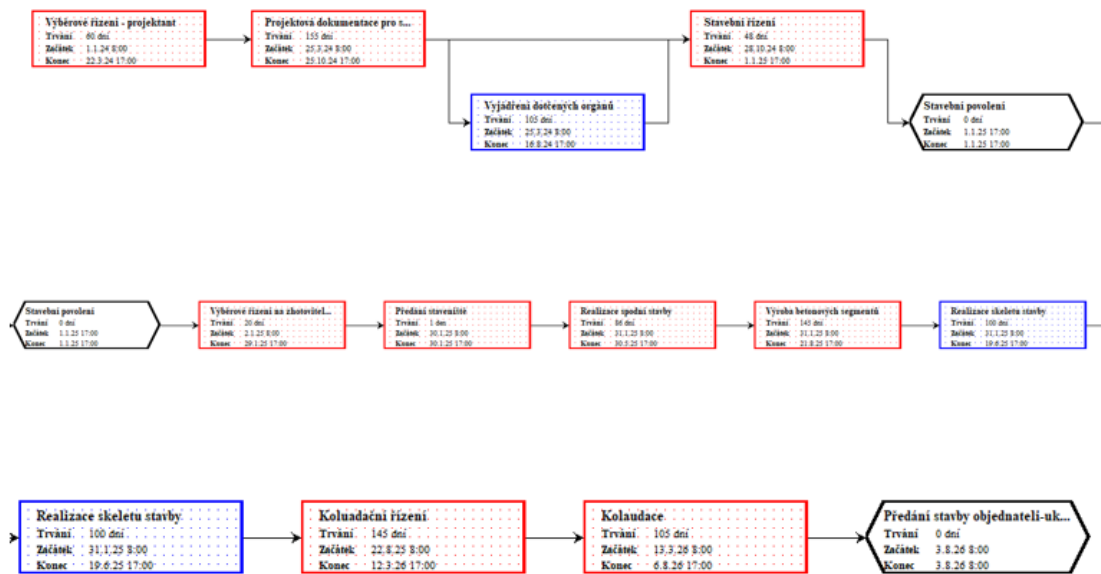 Výběrové řízení - projektant
Trvání 60 dní
Začátek 1.1.24 8:00
Konec 22.3.24 17:00
Projektová dokumentace pro s...
Trvání 155 dní
Začátek 25.3.24 8:00
Konec 25.10.24 17:00
Stavební řízení
Trvání 48 dní
Začátek 28.10.24 8:00
Konec 1.1.25 17:00
Vyjádření dotčených orgánů
Trvání 105 dní
Začátek 25.3.24 8:00
Konec 16.8.24 17:00
Stavební povolení
Trvání 0 dní
Začátek 1.1.25 17:00
Konec 1.1.25 17:00
Stavební povolení
Trvání 0 dní
Začátek 1.1.25 17:00
Konec 1.1.25 17:00
Výběrové řízení na zhotovitel...
Trvání 20 dní
Začátek 2.1.25 8:00
Konec 29.1.25 17:00
Předání staveniště
Trvání 1 den
Začátek 30.1.25 8:00
Konec 30.1.25 17:00
Realizace spodní stavby
Trvání 86 dní
Začátek 31.1.25 8:00
Konec 30.5.25 17:00
Výroba betonových segmentů
Trvání 145 dní
Začátek 31.1.25 8:00
Konec 21.8.25 17:00
Realizace skeletu stavby
Trvání 100 dní
Začátek 31.1.25 8:00
Konec 19.6.25 17:00
Realizace skeletu stavby
Trvání 100 dní
Začátek 31.1.25 8:00
Konec 19.6.25 17:00
Koluadační řízení
Trvání 145 dní
Začátek 22.8.25 8:00
Konec 12.3.26 17:00
Kolaudace
Trvání 105 dní
Začátek 13.3.26 8:00
Konec 6.8.26 17:00
Předání stavby objednateli-uk...
Trvání 0 dní
Začátek 3.8.26 8:00
Konec 3.8.26 8:00